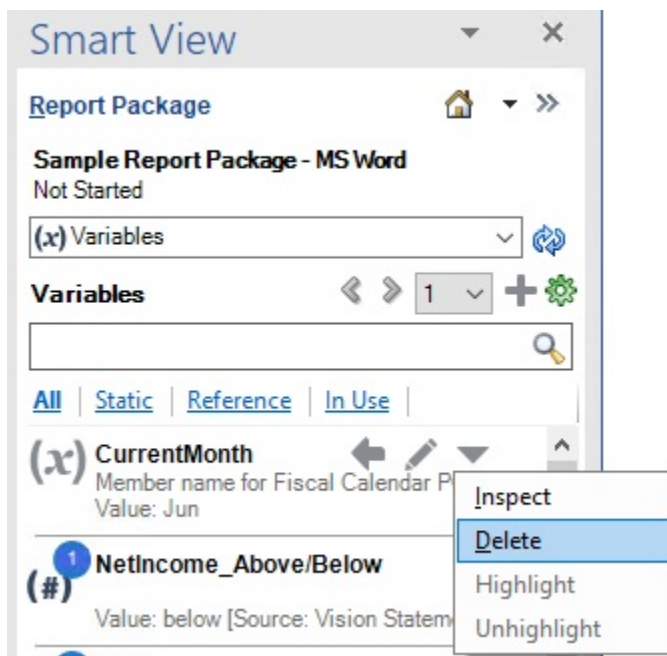 Smart View
Report Package
Sample Report Package - MS Word
Not Started
(x) Variables
Variables
1
All | Static | Reference | In Use |
(x) CurrentMonth
Member name for Fiscal Calendar P
Value: Jun
Inspect
Delete
Highlight
Unhighlight
1
(#) NetIncome_Above/Below
Value: below [Source: Vision Statem